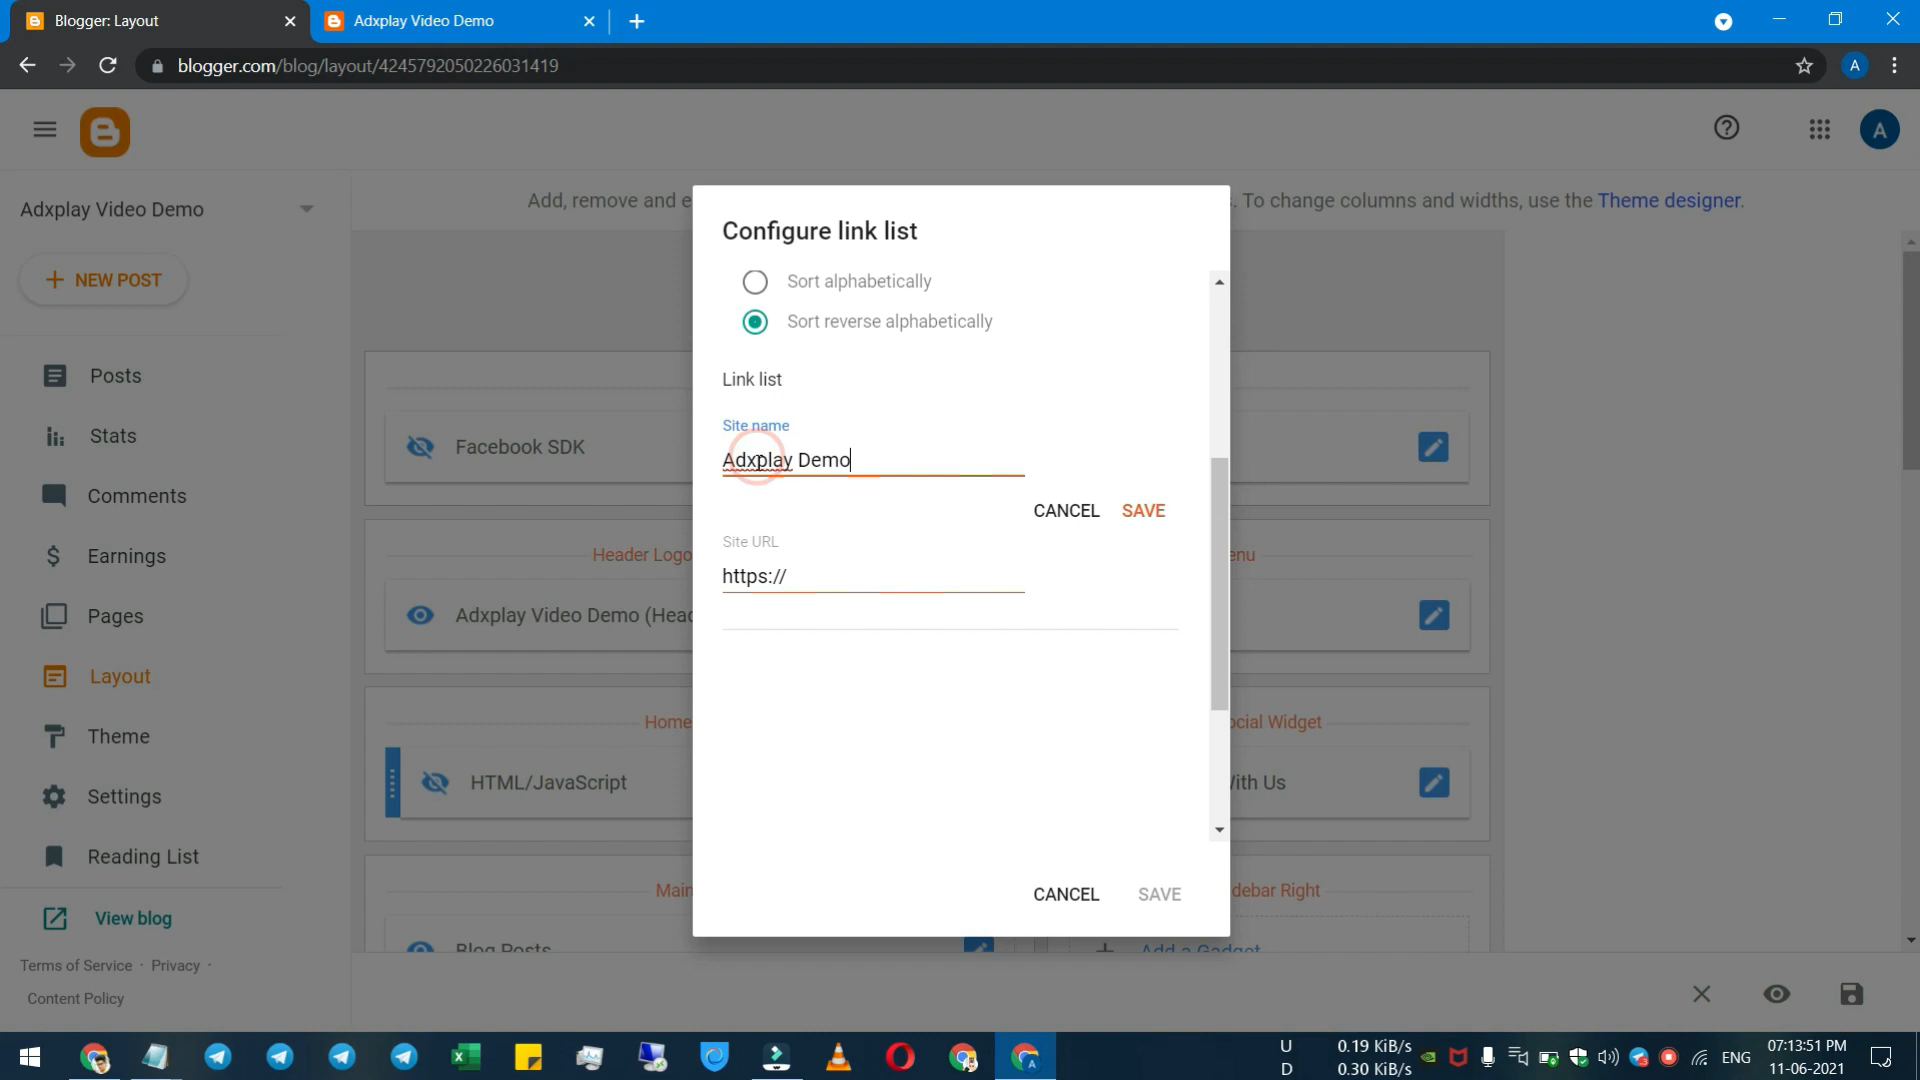 Blogger: Layout
Adxplay Video Demo
blogger.com/blog/layout/4245792050226031419
A
A
Adxplay Video Demo
Add, remove and e
. To change columns and widths, use the Theme designer.
NEW POST
Posts
Stats
Comments
Earnings
Pages
Layout
Theme
Settings
Reading List
View blog
Terms of Service · Privacy ·
Content Policy
Facebook SDK
Header Logo
enu
Adxplay Video Demo (Hea
Home
ocial Widget
HTML/JavaScript
With Us
Main
debar Right
Blog Posts
Add a Gadget
Configure link list
Sort alphabetically
Sort reverse alphabetically
Link list
Site name
Adxplay Demo
CANCEL SAVE
Site URL
https://
CANCEL SAVE
U 0.19 KiB/s
D 0.30 KiB/s
ENG
07:13:51 PM
11-06-2021